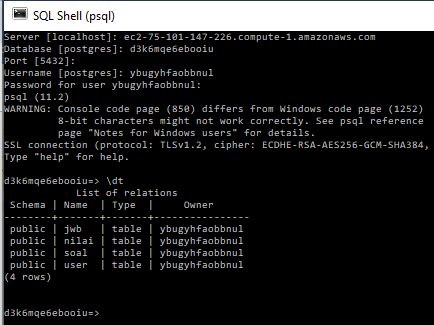 SQL Shell (psql)
Server [localhost]: ec2-75-101-147-226.compute-1.amazonaws.com
Database [postgres]: d3k6mqe6ebooiu
Port [5432]:
Username [postgres]: ybugyhfaobbnul
Password for user ybugyhfaobbnul:
psql (11.2)
WARNING: Console code page (850) differs from Windows code page (1252)
         8-bit characters might not work correctly. See psql reference
         page "Notes for Windows users" for details.
SSL connection (protocol: TLSv1.2, cipher: ECDHE-RSA-AES256-GCM-SHA384,
Type "help" for help.
d3k6mqe6ebooiu=> \dt
            List of relations
 Schema | Name  | Type  |     Owner
--------+-------+-------+----------------
 public | jwb   | table | ybugyhfaobbnul
 public | nilai | table | ybugyhfaobbnul
 public | soal  | table | ybugyhfaobbnul
 public | user  | table | ybugyhfaobbnul
(4 rows)
d3k6mqe6ebooiu=>